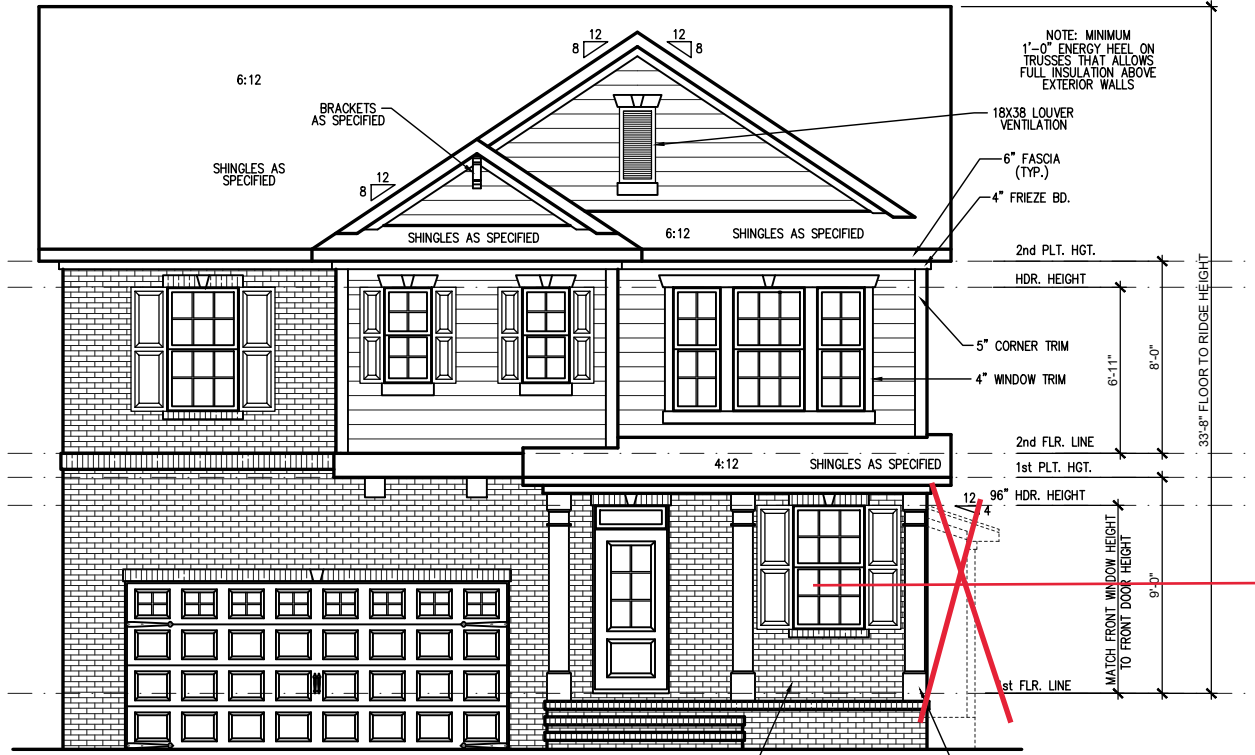 12
8
12
8
6:12
NOTE: MINIMUM
1'-0" ENERGY HEEL ON
TRUSSES THAT ALLOWS
FULL INSULATION ABOVE
EXTERIOR WALLS
BRACKETS
AS SPECIFIED
18X38 LOUVER
VENTILATION
6" FASCIA
(TYP.)
SHINGLES AS
SPECIFIED
12
8
4" FRIEZE BD.
SHINGLES AS SPECIFIED
6:12
SHINGLES AS SPECIFIED
2nd PLT. HGT.
HDR. HEIGHT
33'-8" FLOOR TO RIDGE HEIGHT
5" CORNER TRIM
6'-11"
8'-0"
4" WINDOW TRIM
2nd FLR. LINE
4:12
SHINGLES AS SPECIFIED
1st PLT. HGT.
12
4
96" HDR. HEIGHT
MATCH FRONT WINDOW HEIGHT
TO FRONT DOOR HEIGHT
9'-0"
1st FLR. LINE